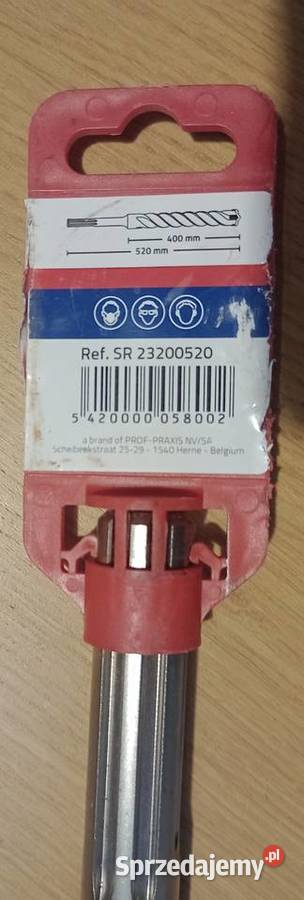 400 mm
520 mm
Ref. SR 23200520
5 420000 058002
a brand of PROF-PRAXIS NV/SA
Scheibeekstraat 25-29 - 1540 Herne - Belgium
Sprzedajemy.pl